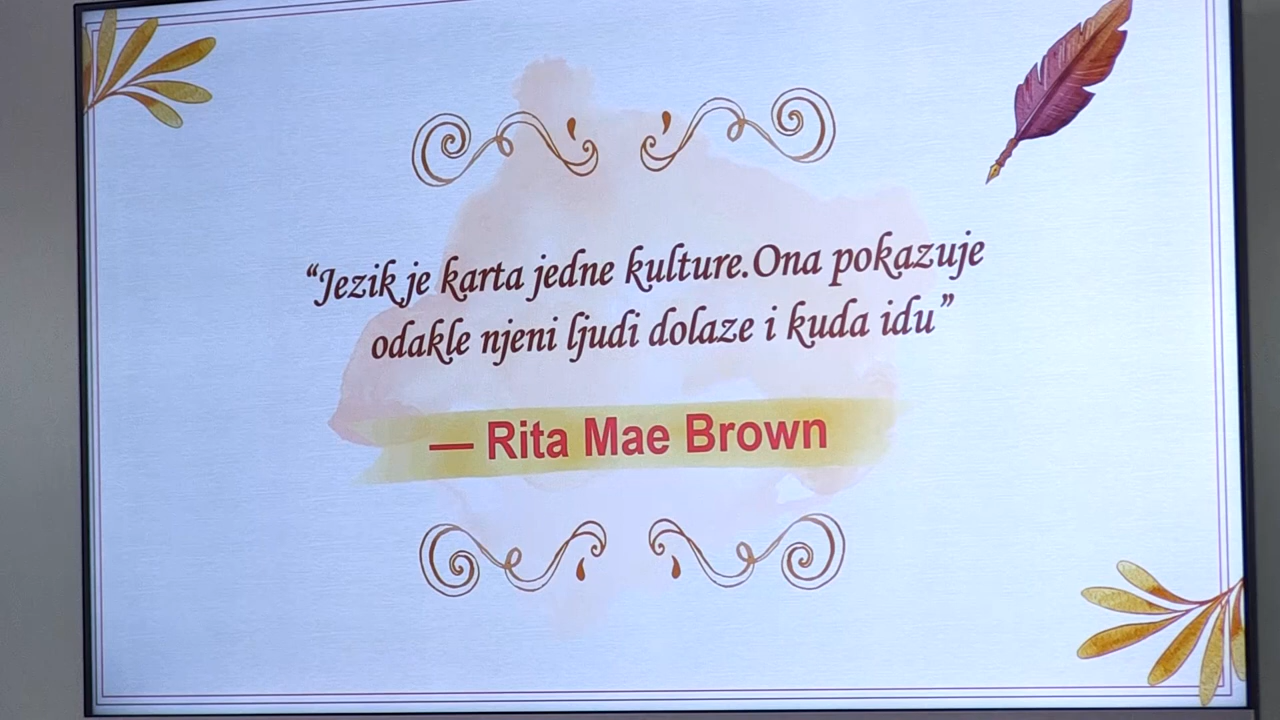 “Jezik je karta jedne kulture.Ona pokazuje
odakle njeni ljudi dolaze i kuda idu”
— Rita Mae Brown